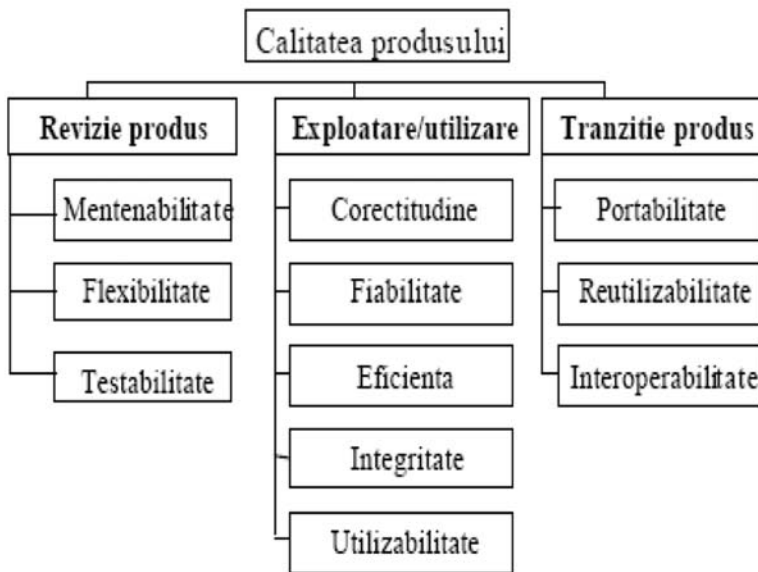 Calitatea produsului
Revizie produs
Mentenabilitate
Flexibilitate
Testabilitate
Exploatare/utilizare
Corectitudine
Fiabilitate
Eficienta
Integritate
Utilizabilitate
Tranzitie produs
Portabilitate
Reutilizabilitate
Interoperabilitate